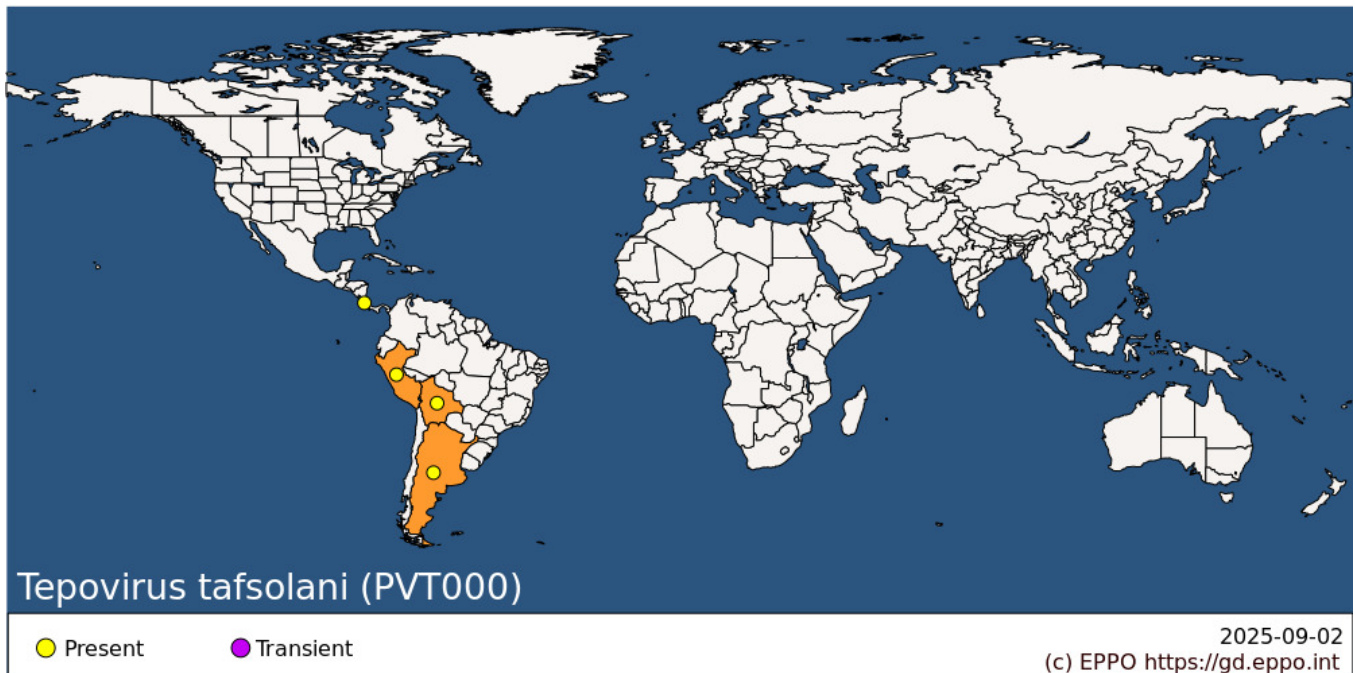 Tepovirus tafsolani (PVT000)
Present
Transient
2025-09-02
(c) EPPO https://gd.eppo.int